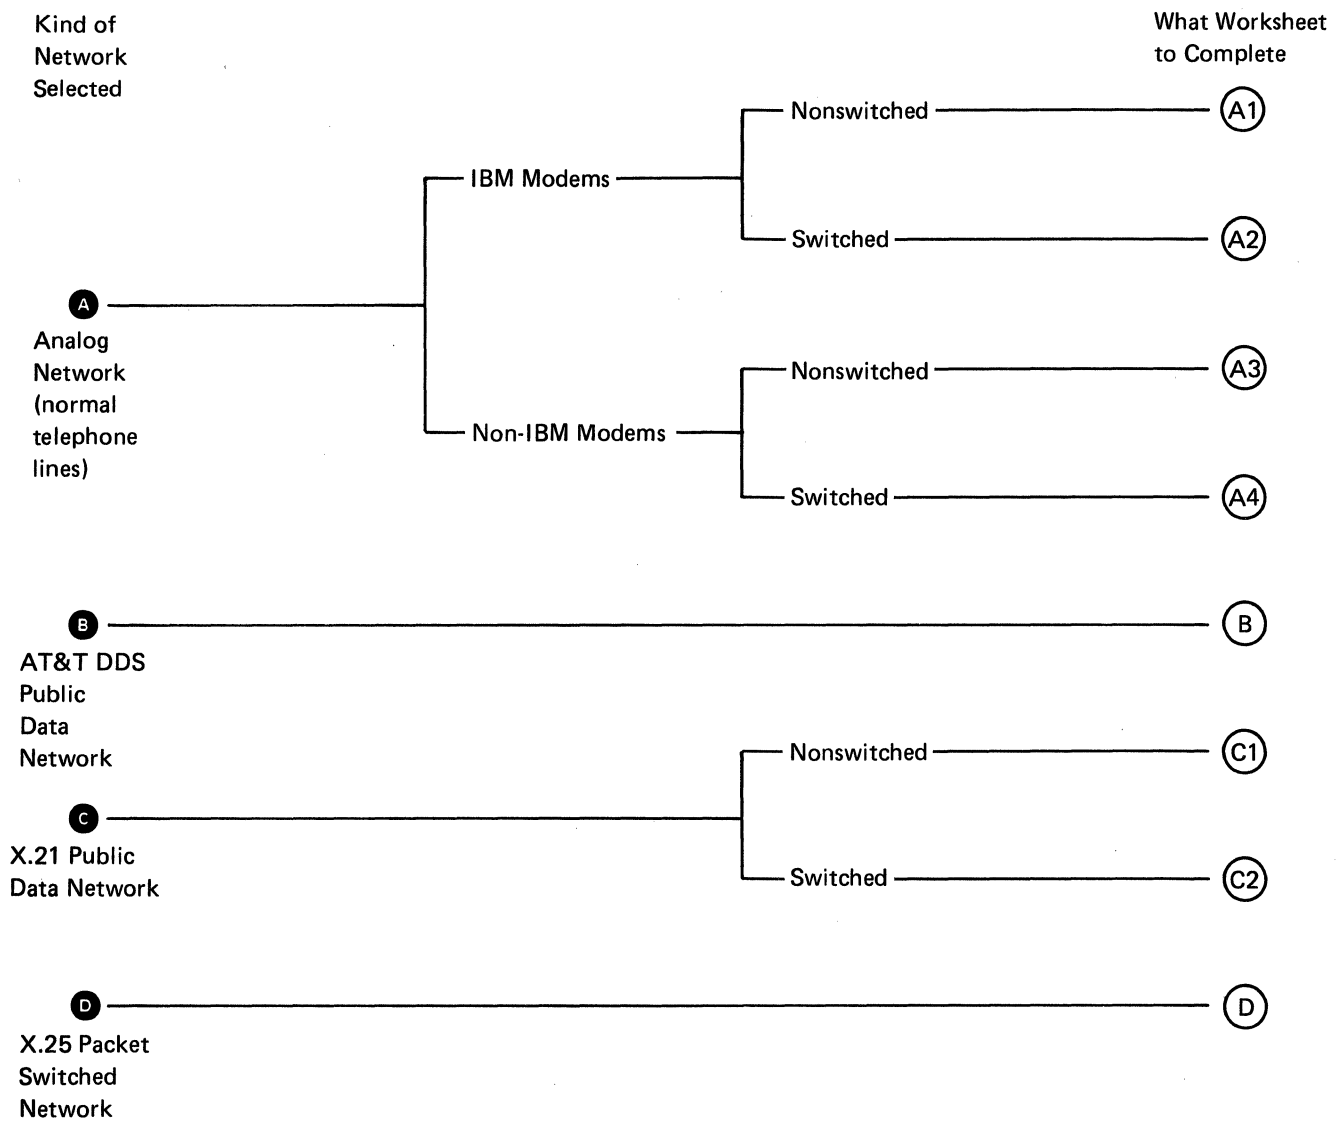 Kind of
Network
Selected
What Worksheet
to Complete
Nonswitched
A1
IBM Modems
Switched
A2
A
Analog
Network
(normal
telephone
lines)
Nonswitched
A3
Non-IBM Modems
Switched
A4
B
B
AT&T DDS
Public
Data
Network
Nonswitched
C1
C
X.21 Public
Data Network
Switched
C2
D
D
X.25 Packet
Switched
Network